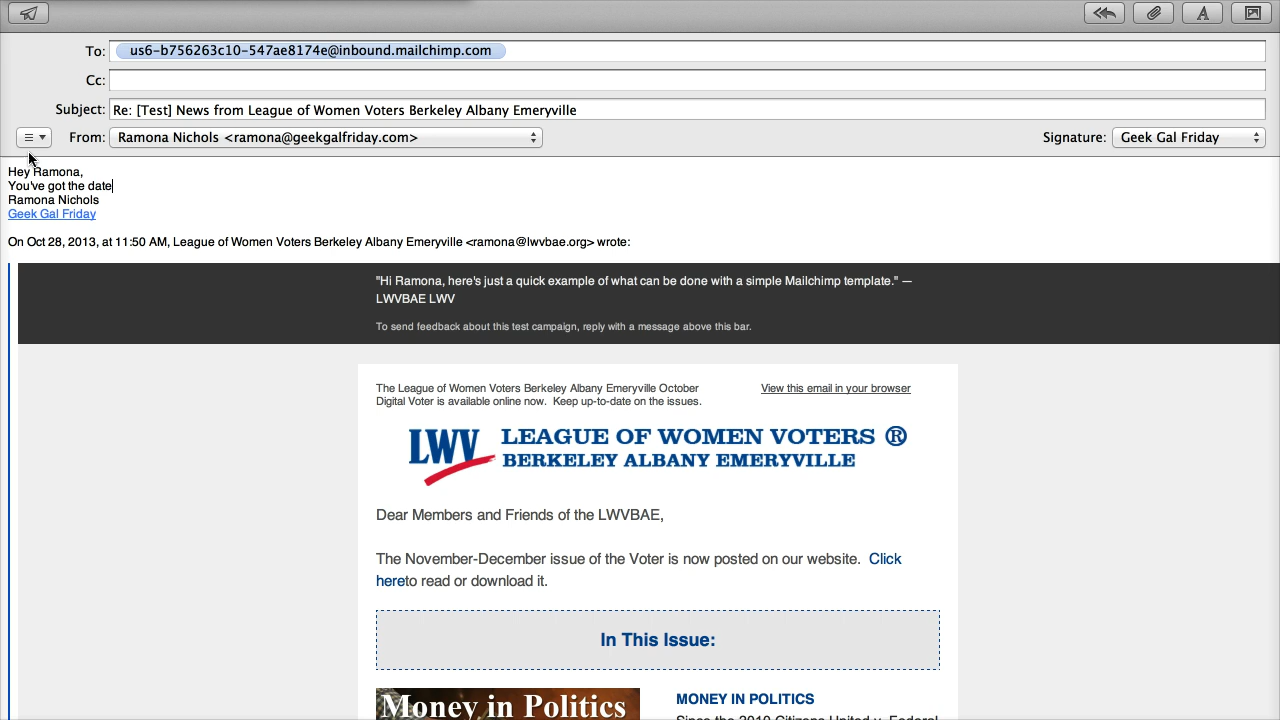 To: us6-b756263c10-547ae8174e@inbound.mailchimp.com
Cc:
Subject: Re: [Test] News from League of Women Voters Berkeley Albany Emeryville
From: Ramona Nichols <ramona@geekgalfriday.com> Signature: Geek Gal Friday
Hey Ramona,
You've got the date
Ramona Nichols
Geek Gal Friday
On Oct 28, 2013, at 11:50 AM, League of Women Voters Berkeley Albany Emeryville <ramona@lwvbae.org> wrote:
"Hi Ramona, here's just a quick example of what can be done with a simple Mailchimp template." —
LWVBAE LWV
To send feedback about this test campaign, reply with a message above this bar.
The League of Women Voters Berkeley Albany Emeryville October View this email in your browser
Digital Voter is available online now. Keep up-to-date on the issues.
LWV LEAGUE OF WOMEN VOTERS ®
BERKELEY ALBANY EMERYVILLE
Dear Members and Friends of the LWVBAE,
The November-December issue of the Voter is now posted on our website. Click
hereto read or download it.
In This Issue:
Money in Politics MONEY IN POLITICS
Since the 2010 Citizens United v. Federal